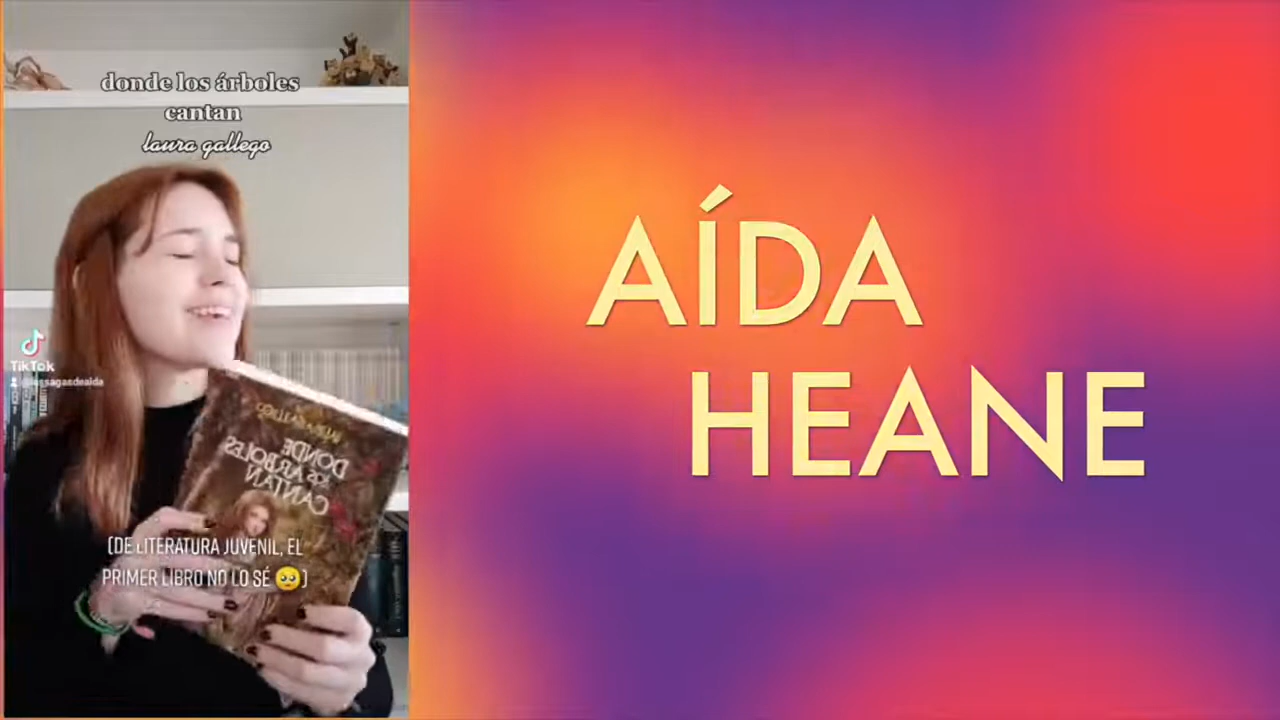 donde los árboles
cantan
laura gallego
TikTok
@lassagasdeaida
DONDE
LOS ÁRBOLES
CANTAN
(DE LITERATURA JUVENIL, EL
PRIMER LIBRO NO LO SÉ 🥺)
AÍDA
HEANE